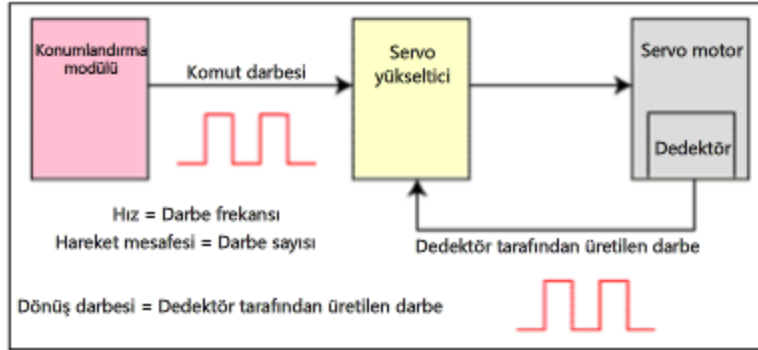 Konumlandırma
modülü
Komut darbesi
Servo
yükseltici
Servo motor
Dedektör
Hız = Darbe frekansı
Hareket mesafesi = Darbe sayısı
Dedektör tarafından üretilen darbe
Dönüş darbesi = Dedektör tarafından üretilen darbe